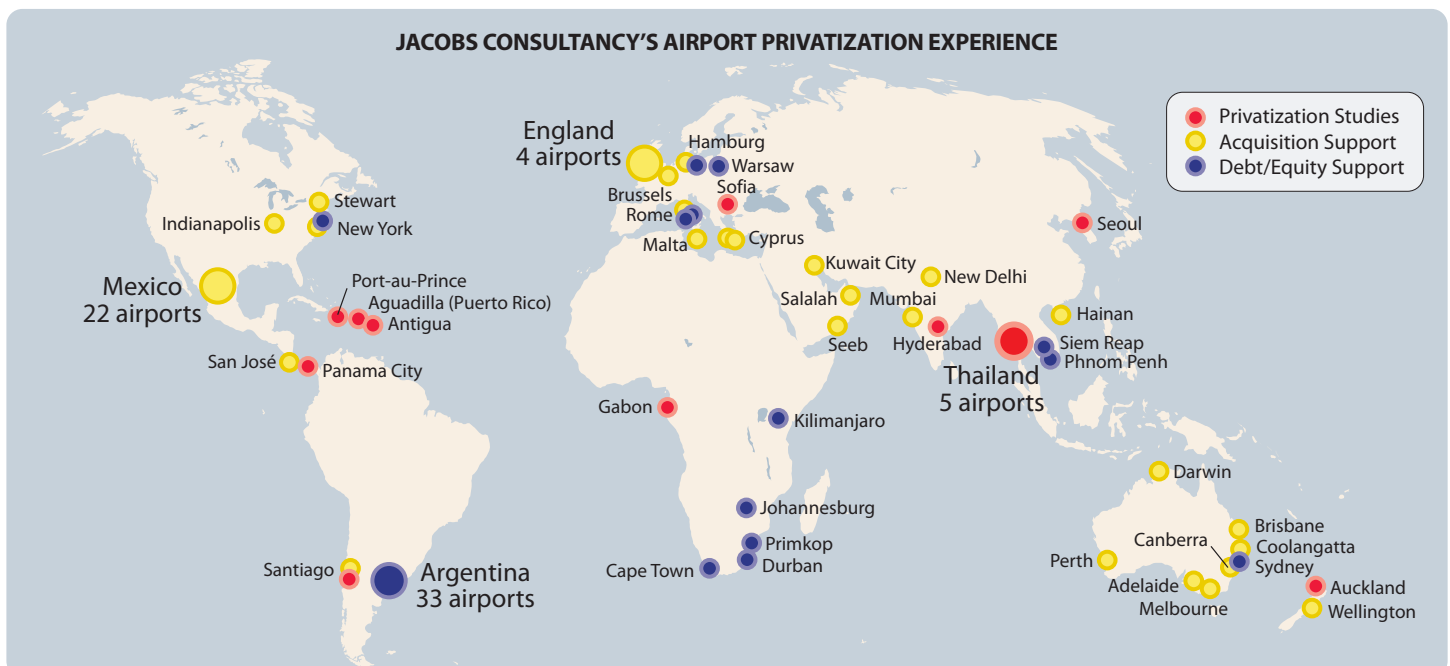 JACOBS CONSULTANCY’S AIRPORT PRIVATIZATION EXPERIENCE
Privatization Studies
Acquisition Support
Debt/Equity Support
England
4 airports
Hamburg
Warsaw
Sofia
Brussels
Rome
Malta
Cyprus
Stewart
Indianapolis
New York
Mexico
22 airports
Port-au-Prince
Aguadilla (Puerto Rico)
Antigua
San José
Panama City
Santiago
Argentina
33 airports
Gabon
Kilimanjaro
Johannesburg
Primkop
Durban
Cape Town
Kuwait City
New Delhi
Salalah
Mumbai
Seeb
Hyderabad
Seoul
Hainan
Siem Reap
Phnom Penh
Thailand
5 airports
Darwin
Brisbane
Canberra
Coolangatta
Perth
Sydney
Adelaide
Melbourne
Auckland
Wellington